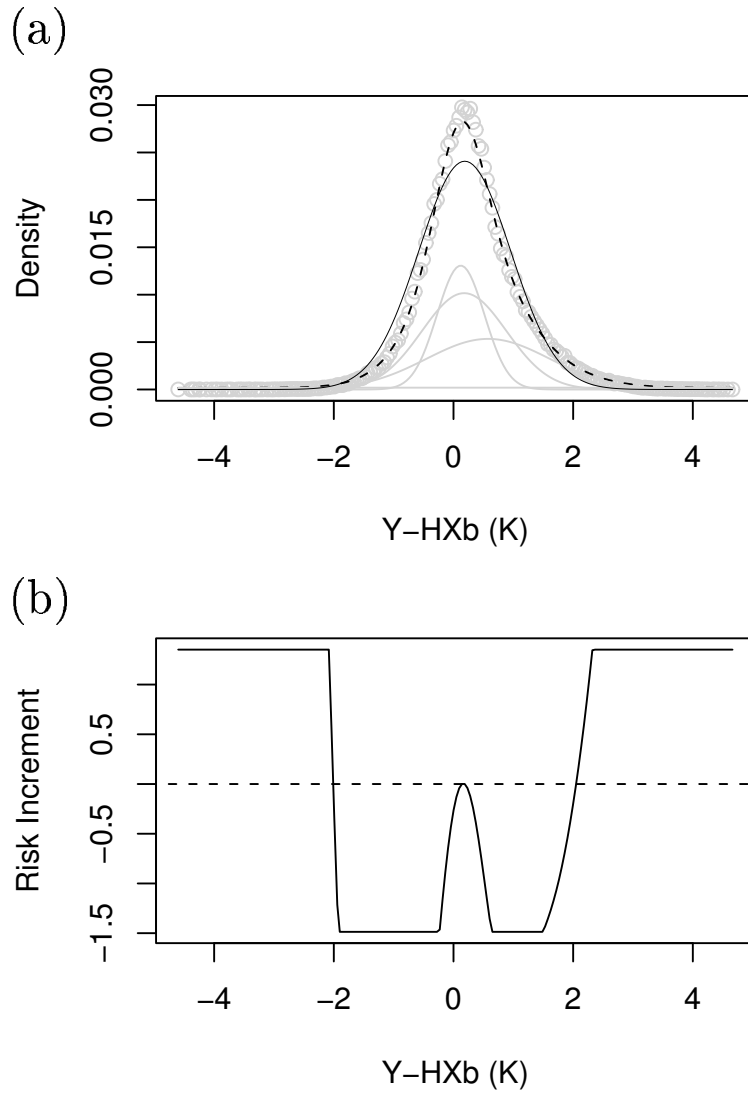 (a)
Density
0.030
0.015
0.000
−4 −2 0 2 4
Y−HXb (K)
(b)
Risk Increment
0.5
−0.5
−1.5
−4 −2 0 2 4
Y−HXb (K)